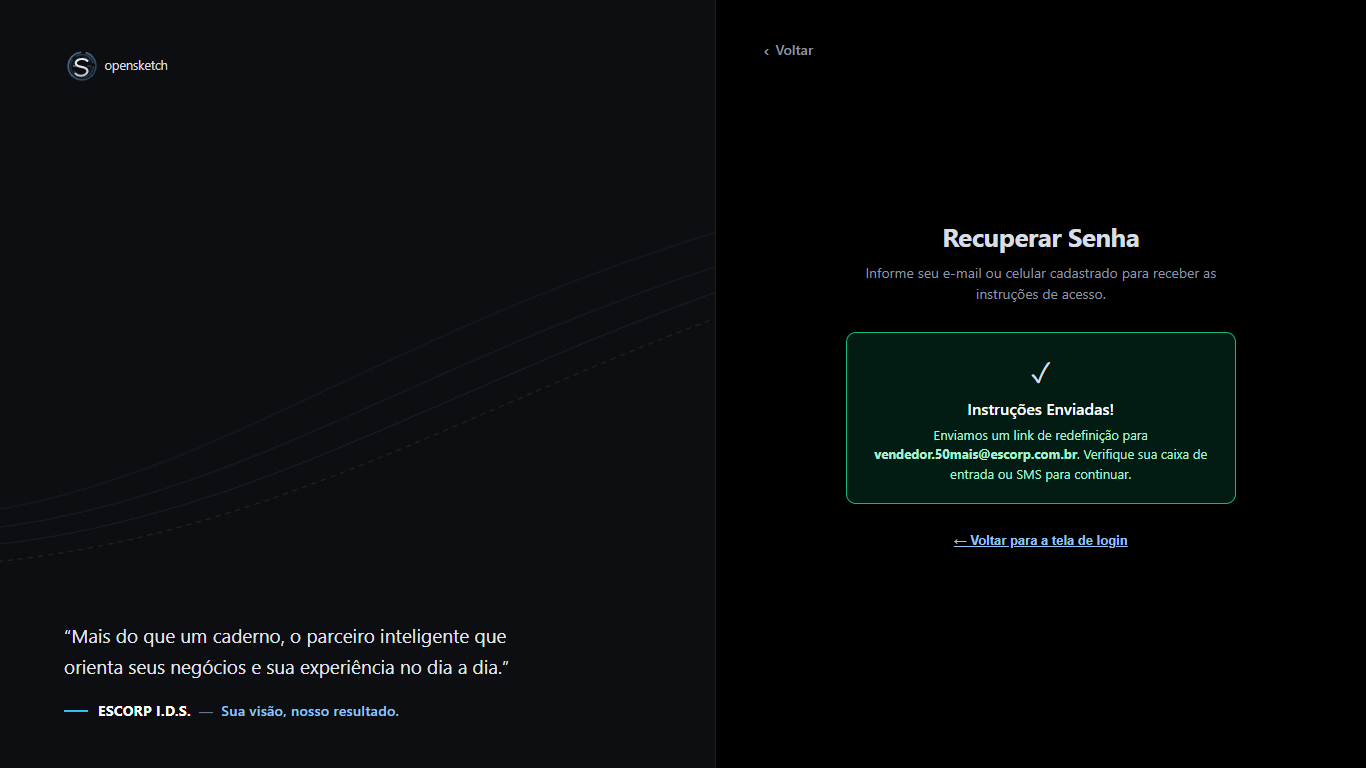 opensketch
‹ Voltar
Recuperar Senha
Informe seu e-mail ou celular cadastrado para receber as
instruções de acesso.
✓
Instruções Enviadas!
Enviamos um link de redefinição para
vendedor.50mais@escorp.com.br. Verifique sua caixa de
entrada ou SMS para continuar.
← Voltar para a tela de login
“Mais do que um caderno, o parceiro inteligente que
orienta seus negócios e sua experiência no dia a dia.”
ESCORP I.D.S. — Sua visão, nosso resultado.